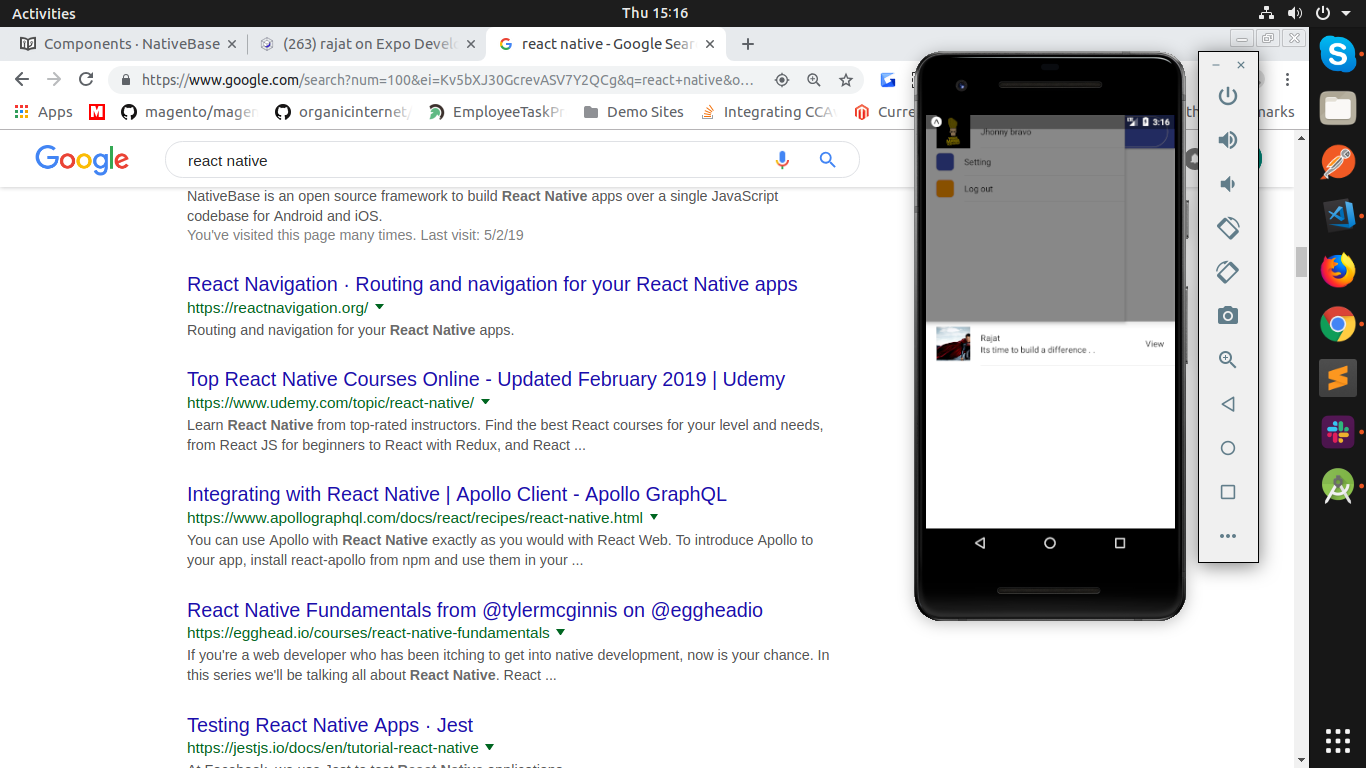 Activities
Thu 15:16
Components · NativeBase
(263) rajat on Expo Devel
react native - Google Sear
https://www.google.com/search?num=100&ei=Kv5bXJ30GcrevASV7Y2QCg&q=react+native&o...
Apps
magento/magen
organicinternet/
EmployeeTaskPr
Demo Sites
Integrating CCA
Curre
marks
Google
react native
NativeBase is an open source framework to build React Native apps over a single JavaScript
codebase for Android and iOS.
You've visited this page many times. Last visit: 5/2/19
React Navigation · Routing and navigation for your React Native apps
https://reactnavigation.org/
Routing and navigation for your React Native apps.
Top React Native Courses Online - Updated February 2019 | Udemy
https://www.udemy.com/topic/react-native/
Learn React Native from top-rated instructors. Find the best React courses for your level and needs,
from React JS for beginners to React with Redux, and React ...
Integrating with React Native | Apollo Client - Apollo GraphQL
https://www.apollographql.com/docs/react/recipes/react-native.html
You can use Apollo with React Native exactly as you would with React Web. To introduce Apollo to
your app, install react-apollo from npm and use them in your ...
React Native Fundamentals from @tylermcginnis on @eggheadio
https://egghead.io/courses/react-native-fundamentals
If you're a web developer who has been itching to get into native development, now is your chance. In
this series we'll be talking all about React Native. React ...
Testing React Native Apps · Jest
https://jestjs.io/docs/en/tutorial-react-native
At Facebook, we use Jest to test React Native applications.
3:16
Jhonny bravo
Setting
Log out
Rajat
Its time to build a difference . .
View